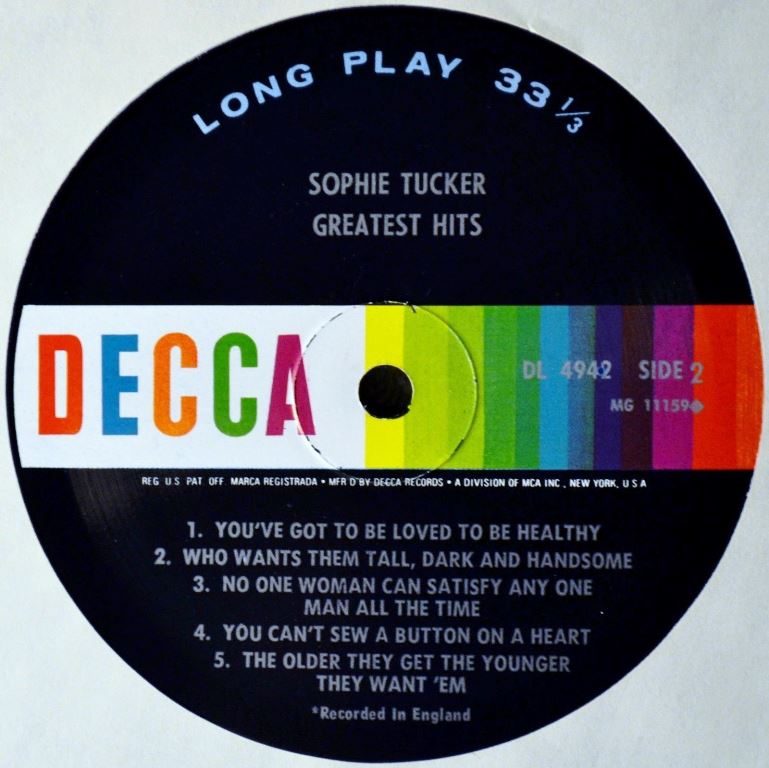 LONG PLAY 33 1/3
SOPHIE TUCKER
GREATEST HITS
DECCA
DL 4942 SIDE 2
MG 11159◆
REG U.S PAT OFF. MARCA REGISTRADA • MFR'D BY DECCA RECORDS • A DIVISION OF MCA INC., NEW YORK, U S A
1. YOU'VE GOT TO BE LOVED TO BE HEALTHY
2. WHO WANTS THEM TALL, DARK AND HANDSOME
3. NO ONE WOMAN CAN SATISFY ANY ONE
MAN ALL THE TIME
4. YOU CAN'T SEW A BUTTON ON A HEART
5. THE OLDER THEY GET THE YOUNGER
THEY WANT 'EM
*Recorded In England